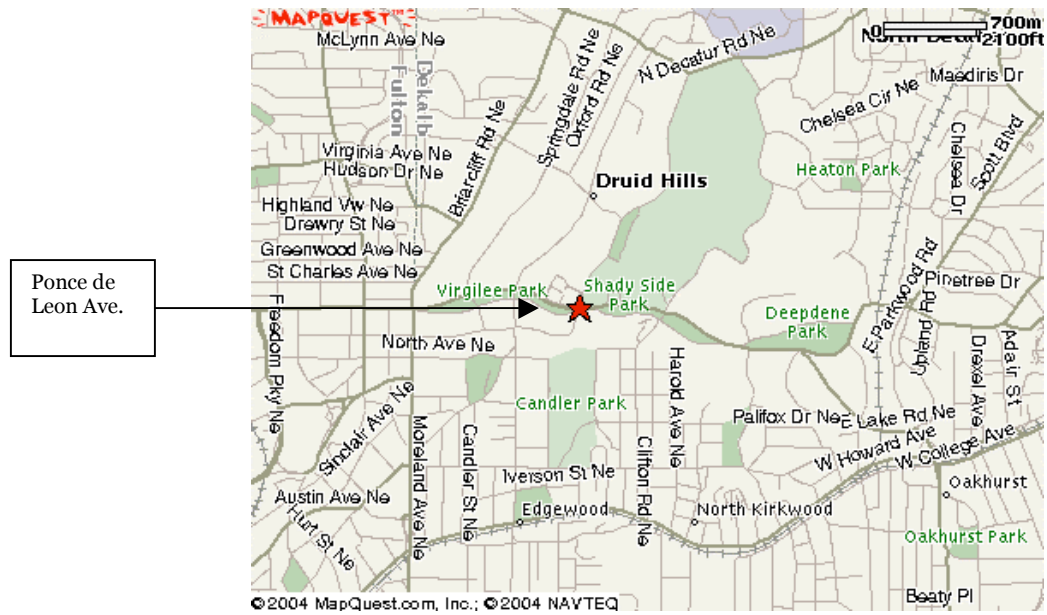 MAPQUEST™
0 700m
2100ft
McLynn Ave Ne
N Decatur Rd Ne
North
Maediris Dr
Springdale Rd Ne
Oxford Rd Ne
Dekalb
Fulton
Chelsea Cir Ne
Chelsea Dr
Scott Blvd
Virginia Ave Ne
Hudson Dr Ne
Briarcliff Rd Ne
Heaton Park
Druid Hills
Highland Vw Ne
Drewry St Ne
Greenwood Ave Ne
St Charles Ave Ne
Ponce de
Leon Ave.
Virgilee Park
Shady Side
Park
Deepdene
Park
E Parkwood Rd
Pinetree Dr
Upland Rd
Freedom Pky Ne
North Ave Ne
Harold Ave Ne
Drexel Ave
Adair St
Sinclair Ave Ne
Moreland Ave Ne
Candler St Ne
Candler Park
Clifton Rd Ne
Palifox Dr Ne
E Lake Rd Ne
W Howard Ave
W College Ave
Iverson St Ne
Austin Ave Ne
Hurt St Ne
Edgewood
North Kirkwood
Oakhurst
Oakhurst Park
Beaty Pl
©2004 MapQuest.com, Inc.; ©2004 NAVTEQ